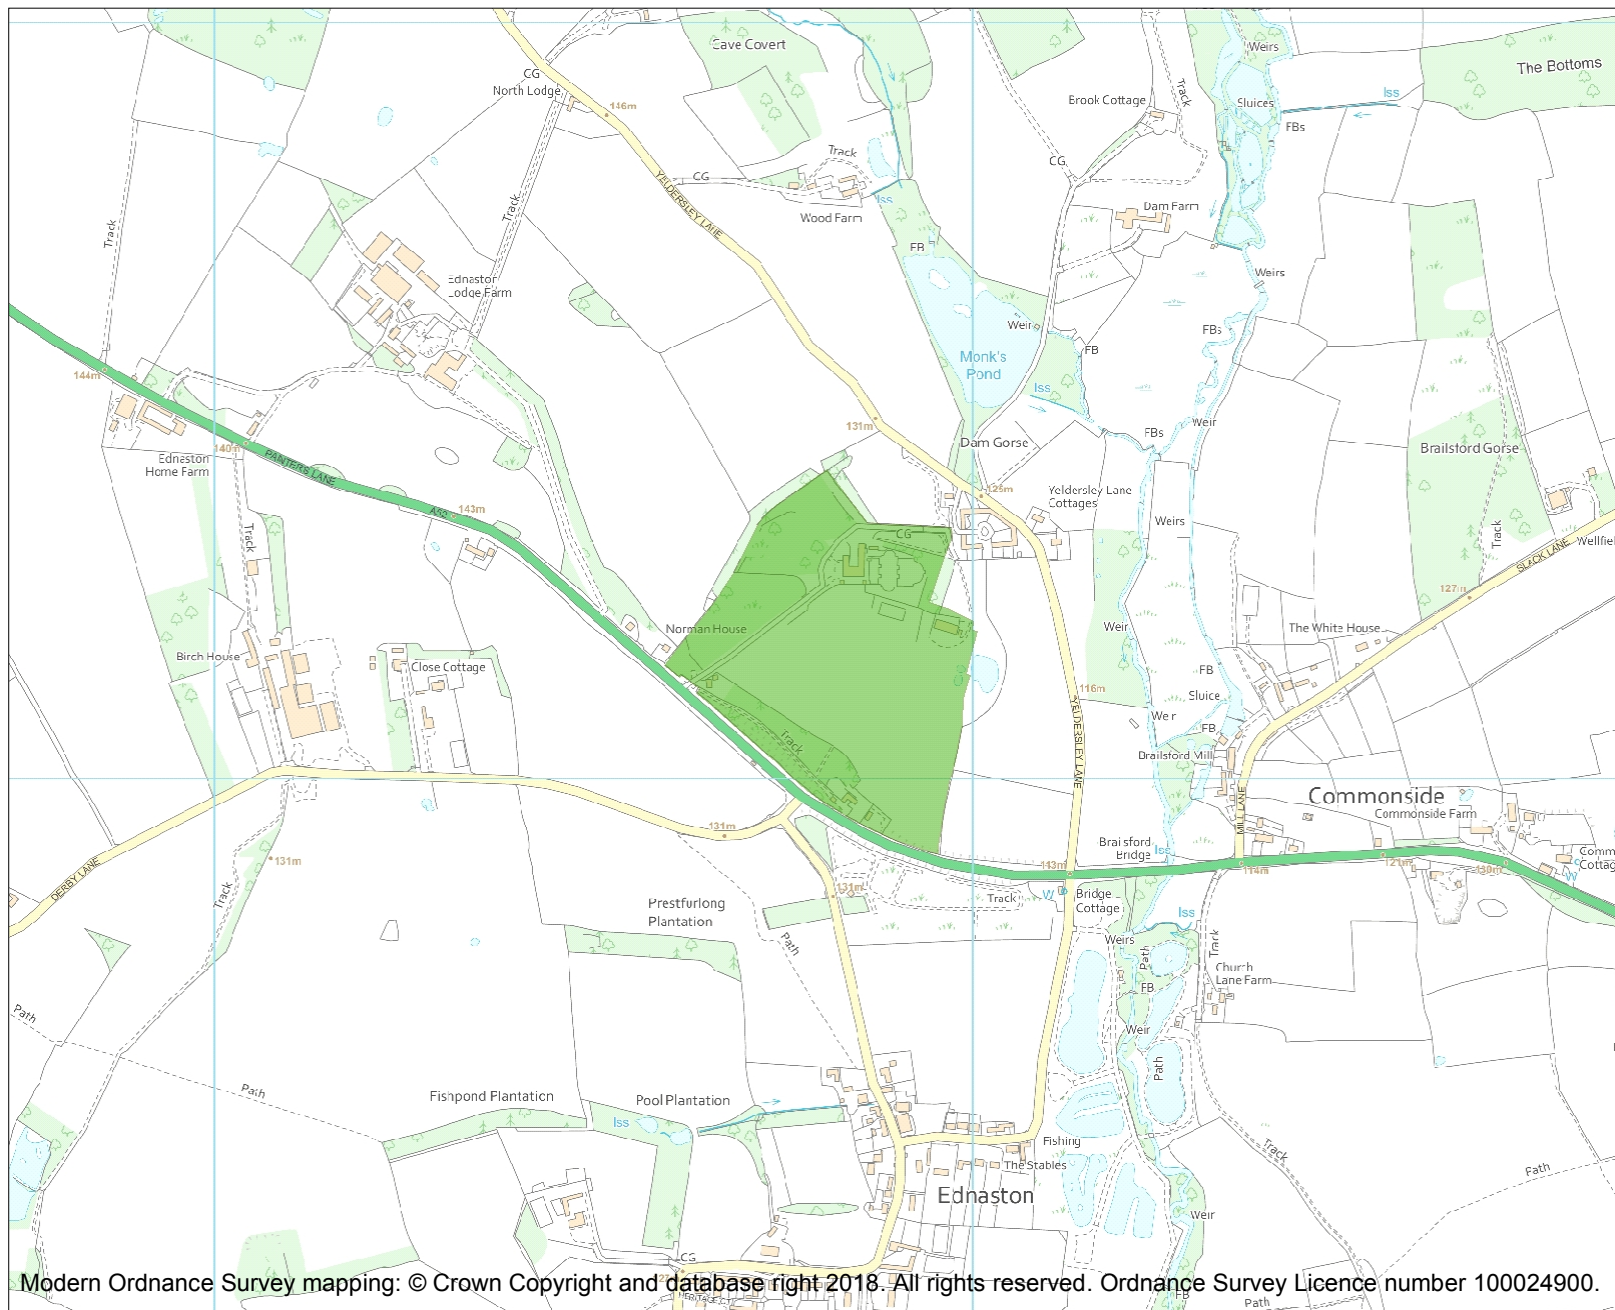 Cave Covert
Weirs
The Bottoms
CG
North Lodge
146m
Track
Brook Cottage
Sluices
Iss
FBs
Track
CG
CG
YELDERSLEY LANE
Iss
Wood Farm
Dam Farm
Track
Track
FB
Ednaston
Lodge Farm
Weirs
Weir
FBs
FB
Monk's
Pond
144m
Iss
131m
Weir
FBs
Dam Gorse
Brailsford Gorse
140m
Ednaston
Home Farm
PAINTERS LANE
A52
143m
125m
Yeldersley Lane
Cottages
Weirs
Track
Track
CG
SLACK LANE
127m
Weir
Norman House
The White House
Birch House
Close Cottage
FB
Sluice
116m
Weir
FB
YELDERSLEY LANE
Track
Brailsford Mill
Commonside
Commonside Farm
MILL LANE
131m
131m
DERBY LANE
Brailsford
Bridge
Iss
113m
114m
121m
130m
W
131m
Track
Track
W
Bridge
Cottage
Prestfurlong
Plantation
Path
Iss
Weirs
Path
Track
Church
Lane Farm
FB
Path
Weir
Path
Path
Fishpond Plantation
Pool Plantation
Iss
Fishing
The Stables
Track
Path
Ednaston
Weir
CG
Modern Ordnance Survey mapping: © Crown Copyright and database right 2018. All rights reserved. Ordnance Survey Licence number 100024900.
FB
Path